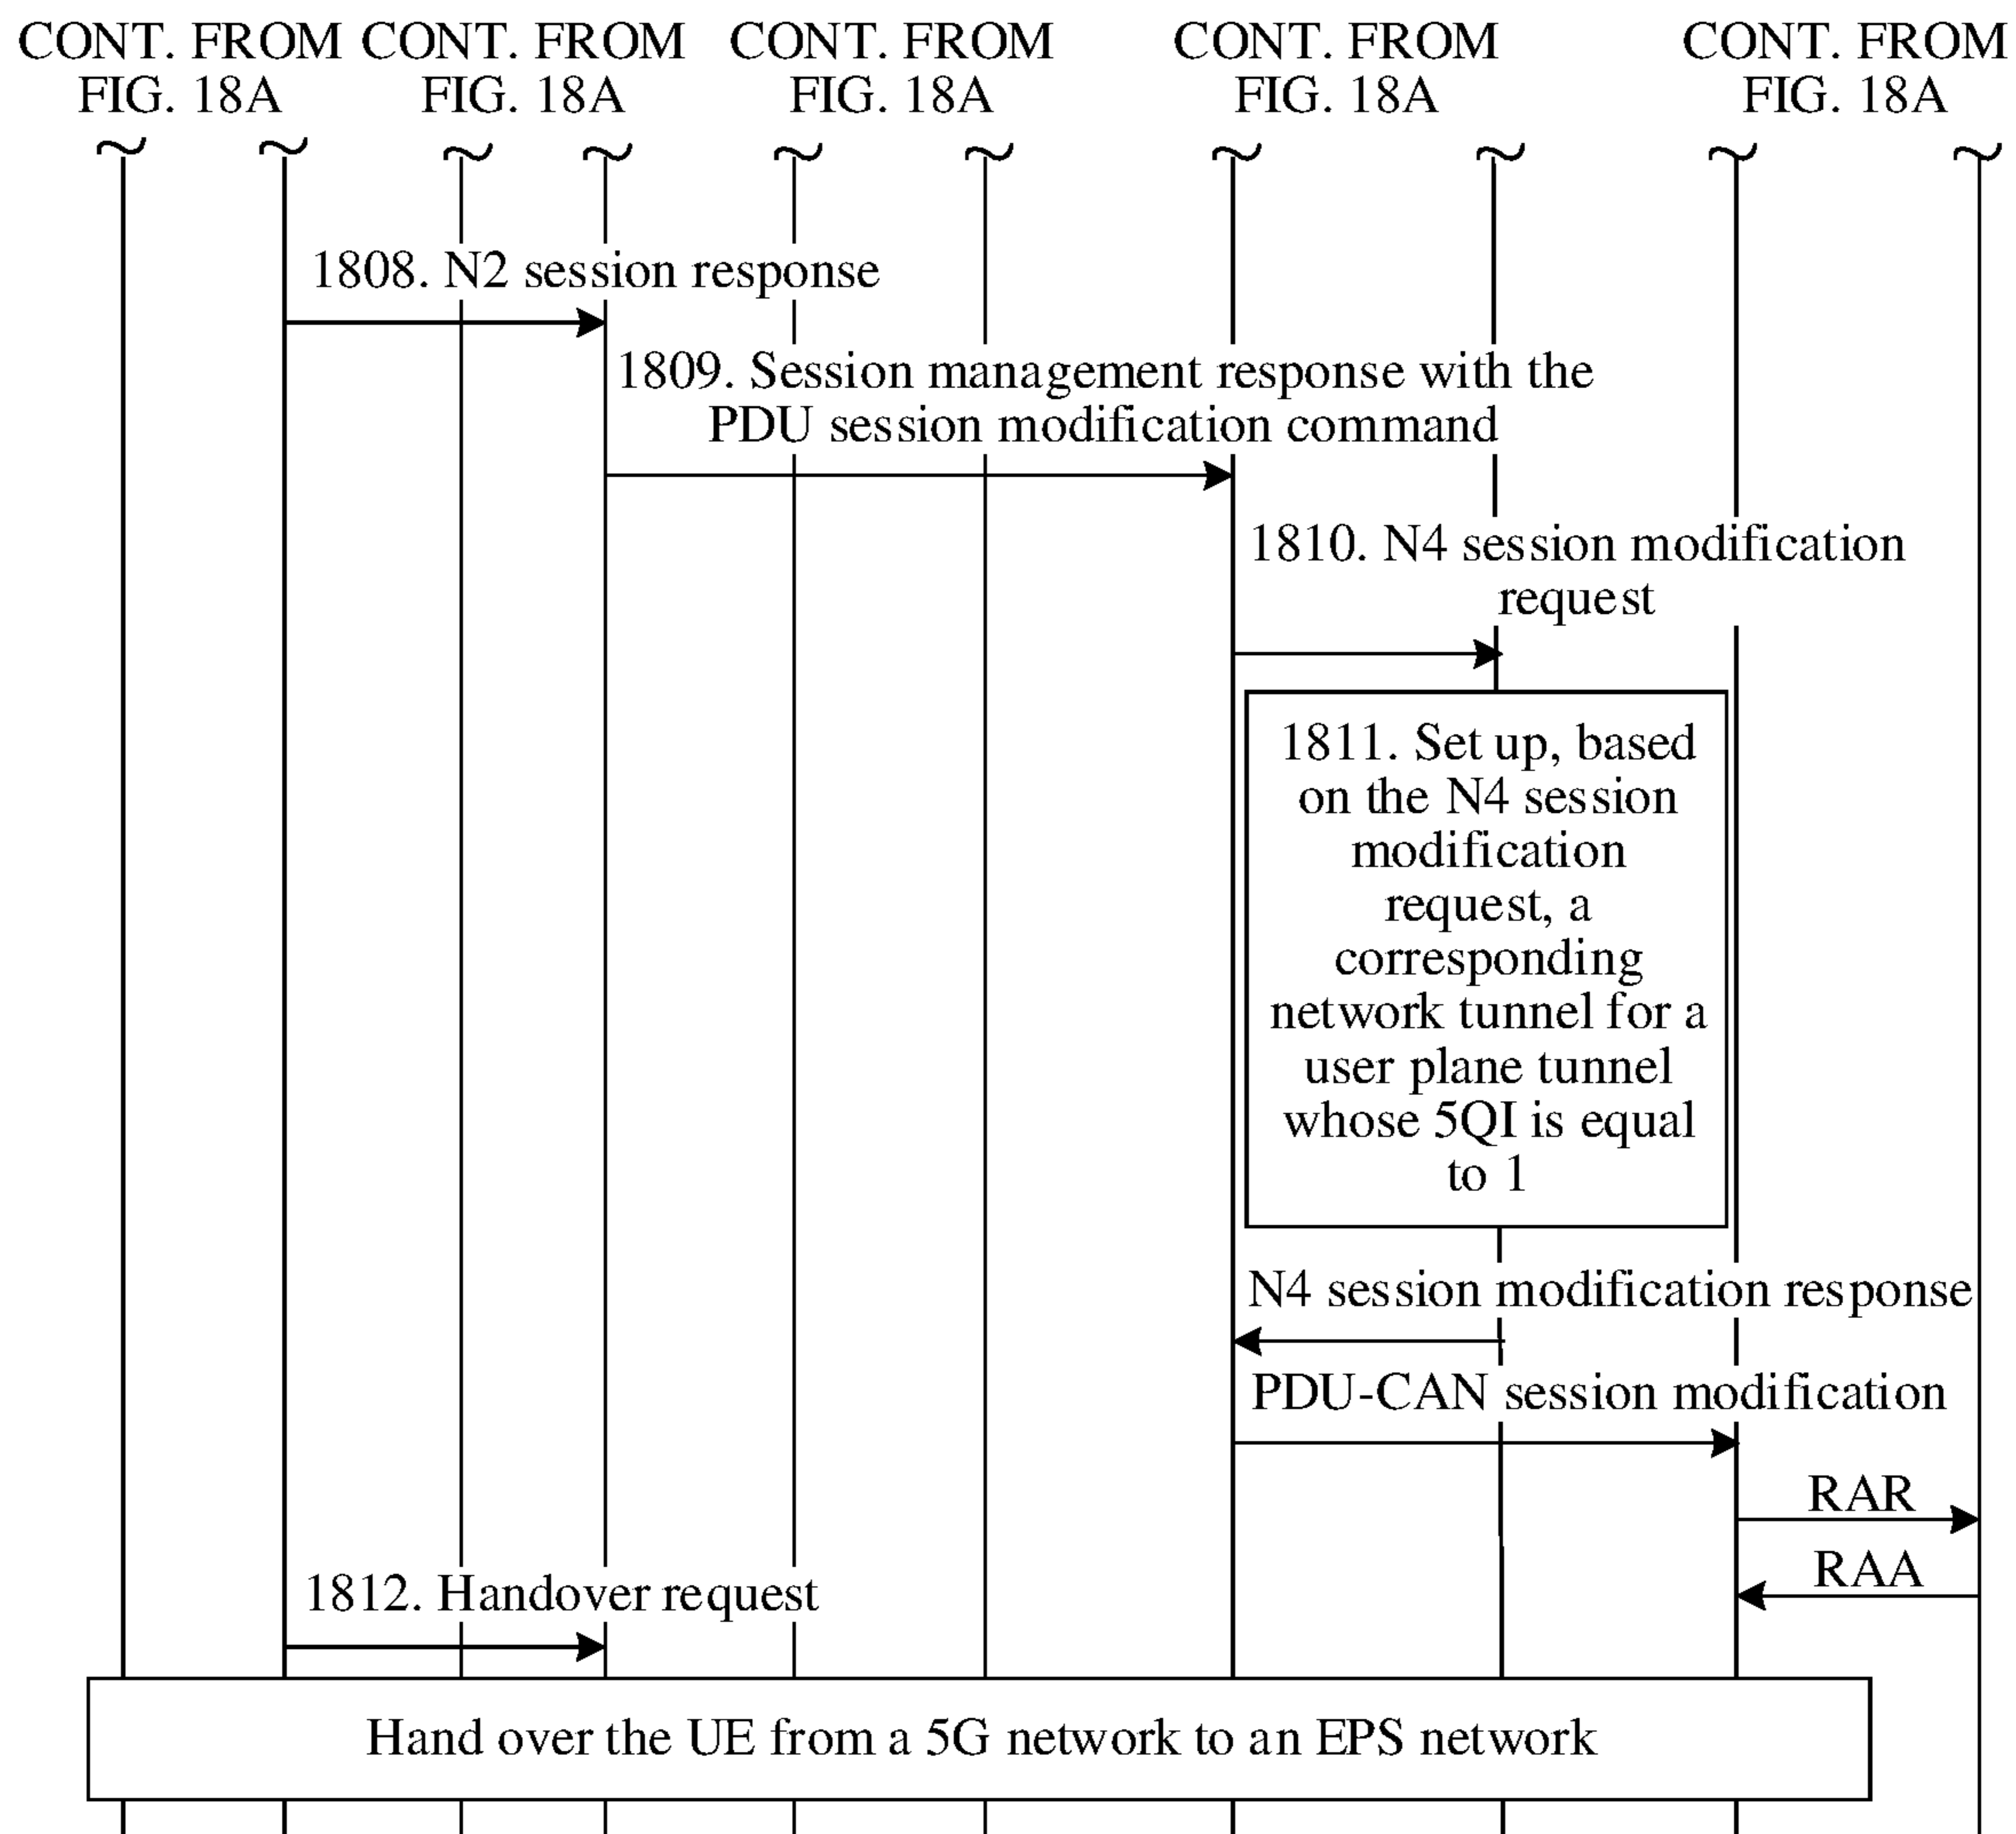 CONT. FROM CONT. FROM CONT. FROM CONT. FROM CONT. FROM
FIG. 18A FIG. 18A FIG. 18A FIG. 18A FIG. 18A
1808. N2 session response
1809. Session management response with the
PDU session modification command
1810. N4 session modification
request
1811. Set up, based
on the N4 session
modification
request, a
corresponding
network tunnel for a
user plane tunnel
whose 5QI is equal
to 1
N4 session modification response
PDU-CAN session modification
RAR
RAA
1812. Handover request
Hand over the UE from a 5G network to an EPS network